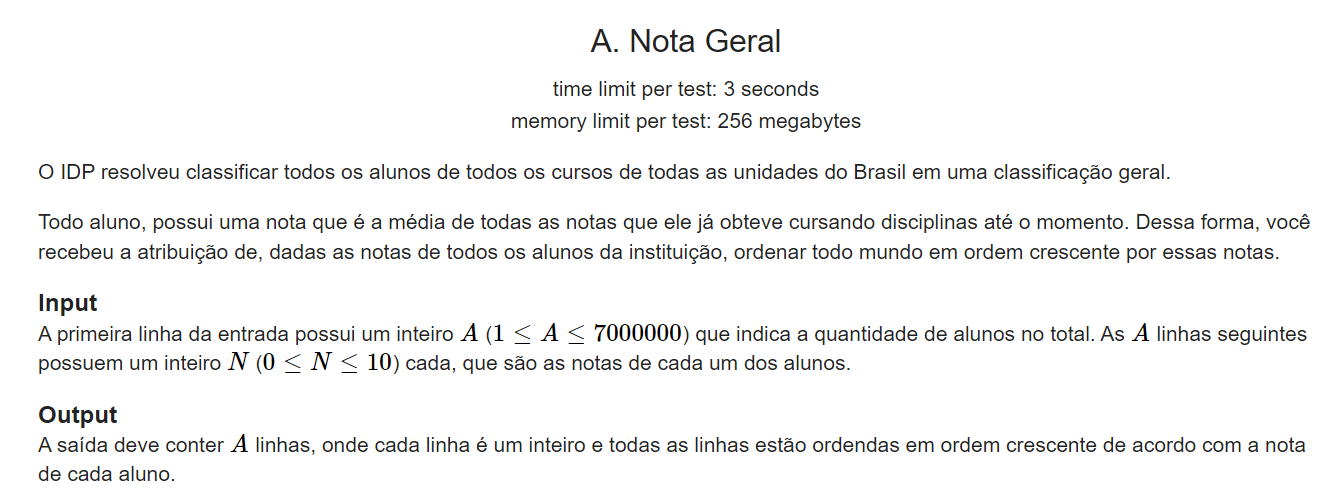 A. Nota Geral
time limit per test: 3 seconds
memory limit per test: 256 megabytes
O IDP resolveu classificar todos os alunos de todos os cursos de todas as unidades do Brasil em uma classificação geral.
Todo aluno, possui uma nota que é a média de todas as notas que ele já obteve cursando disciplinas até o momento. Dessa forma, você
recebeu a atribuição de, dadas as notas de todos os alunos da instituição, ordenar todo mundo em ordem crescente por essas notas.
Input
A primeira linha da entrada possui um inteiro A (1 ≤ A ≤ 7000000) que indica a quantidade de alunos no total. As A linhas seguintes
possuem um inteiro N (0 ≤ N ≤ 10) cada, que são as notas de cada um dos alunos.
Output
A saída deve conter A linhas, onde cada linha é um inteiro e todas as linhas estão ordendas em ordem crescente de acordo com a nota
de cada aluno.